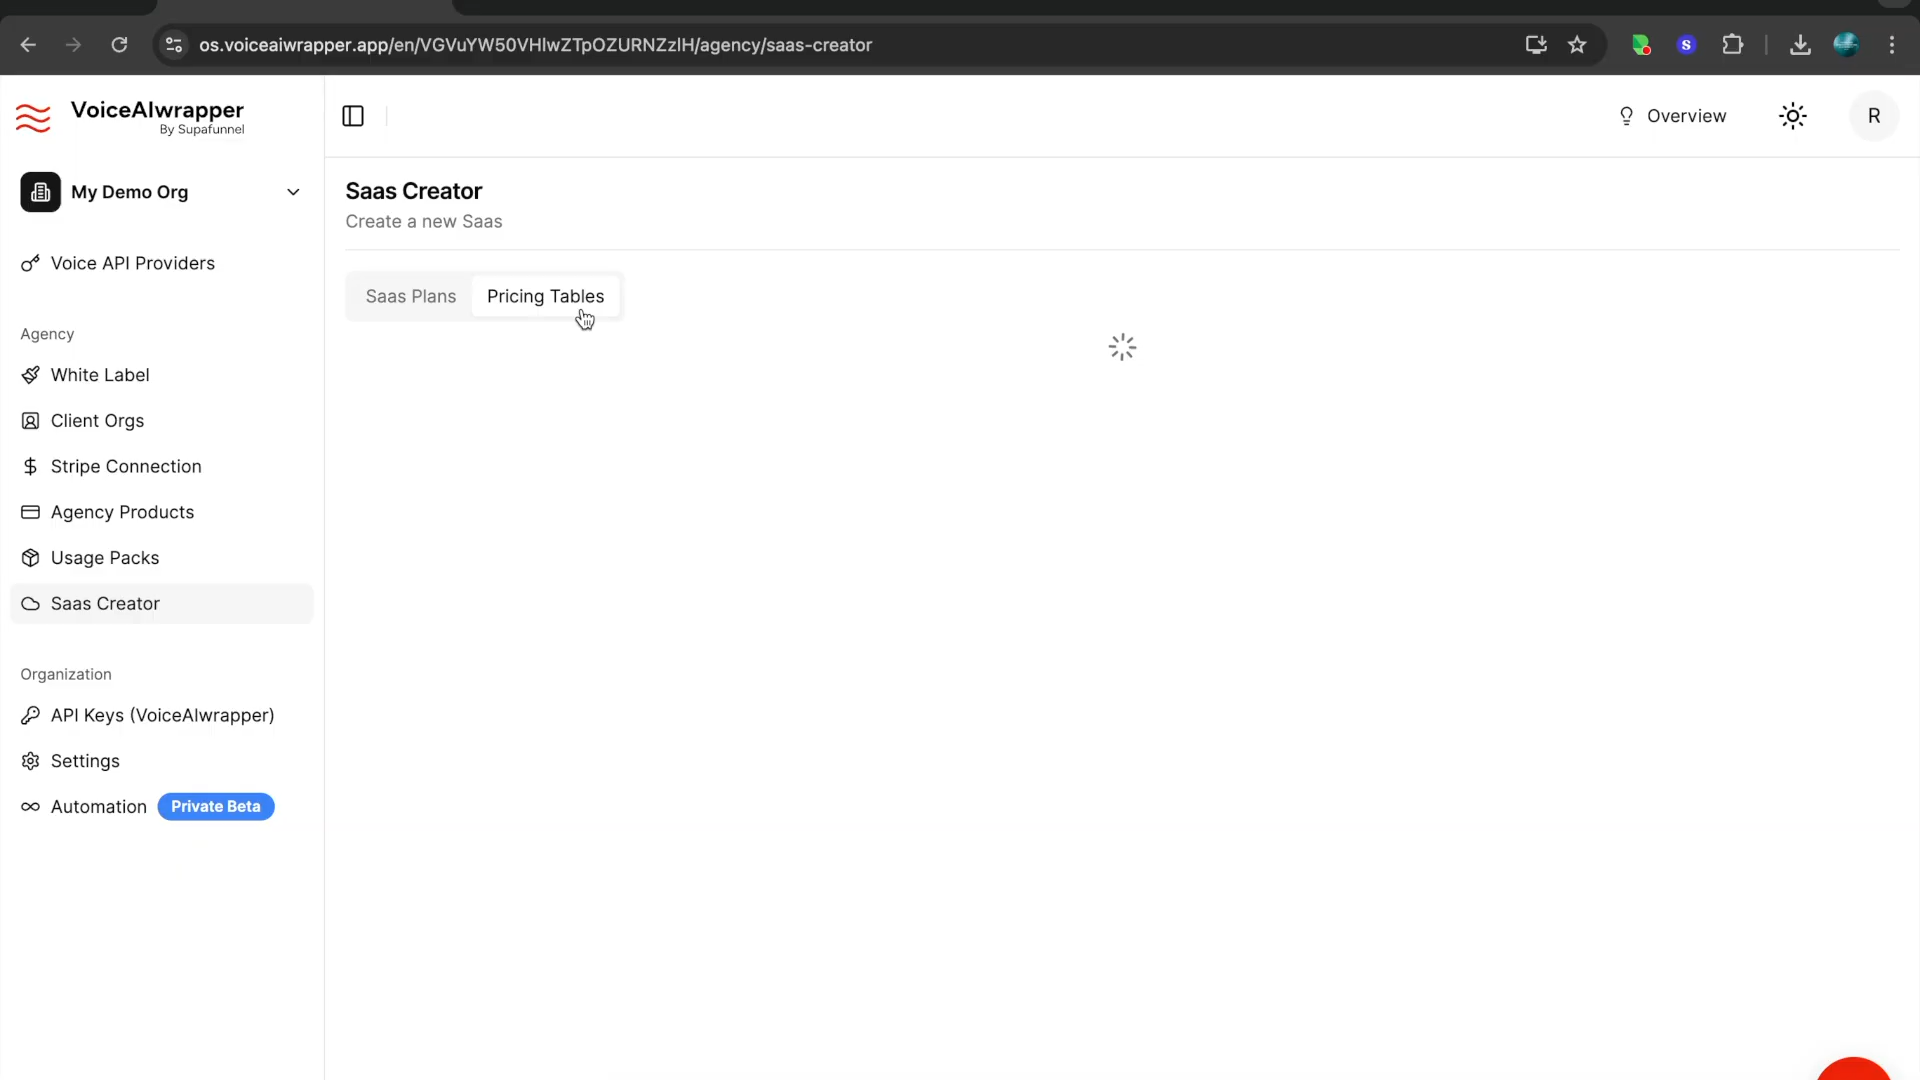 os.voiceaiwrapper.app/en/VGVuYW50VHlwZTpOZURNZzlH/agency/saas-creator
S
VoiceAIwrapper
By Supafunnel
Overview
R
My Demo Org
Saas Creator
Create a new Saas
Voice API Providers
Saas Plans
Pricing Tables
Agency
White Label
Client Orgs
Stripe Connection
Agency Products
Usage Packs
Saas Creator
Organization
API Keys (VoiceAIwrapper)
Settings
Automation
Private Beta